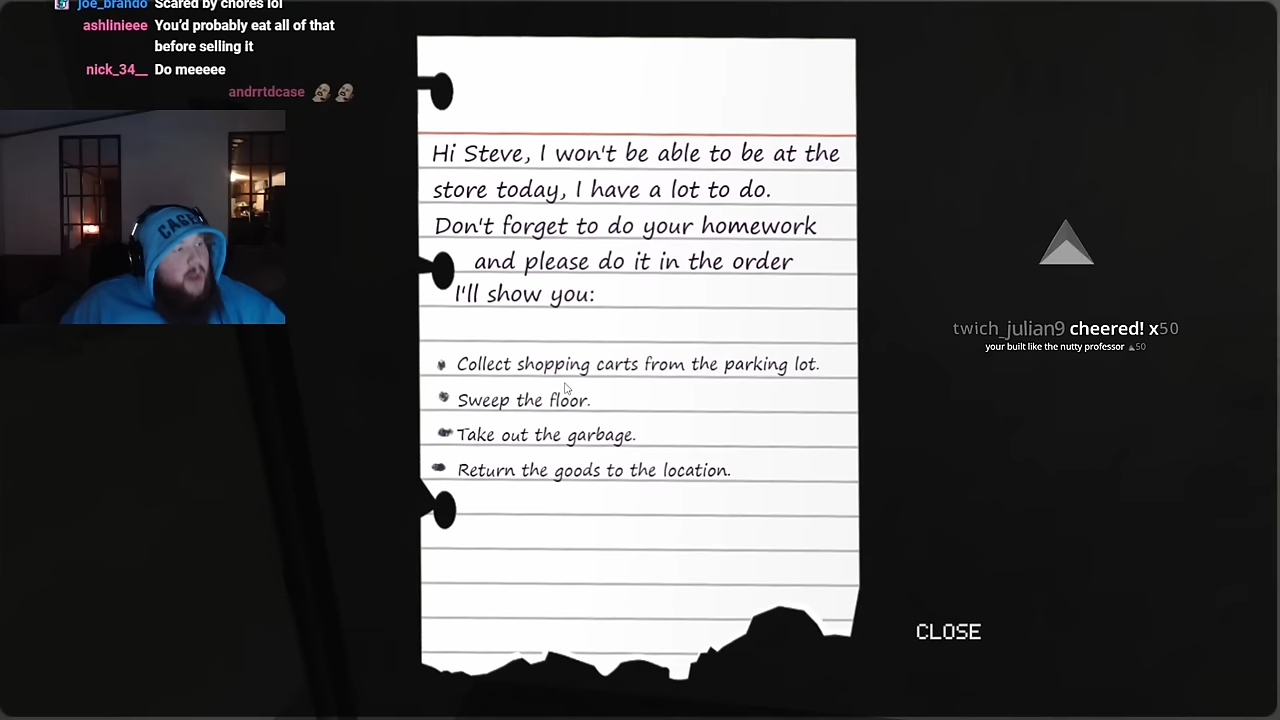 joe_brando Scared by chores lol
ashlinieee You'd probably eat all of that
before selling it
nick_34__ Do meeeee
andrrtdcase
CASE
Hi Steve, I won't be able to be at the
store today, I have a lot to do.
Don't forget to do your homework
and please do it in the order
I'll show you:
Collect shopping carts from the parking lot.
Sweep the floor.
Take out the garbage.
Return the goods to the location.
twich_julian9 cheered! x50
your built like the nutty professor 50
CLOSE